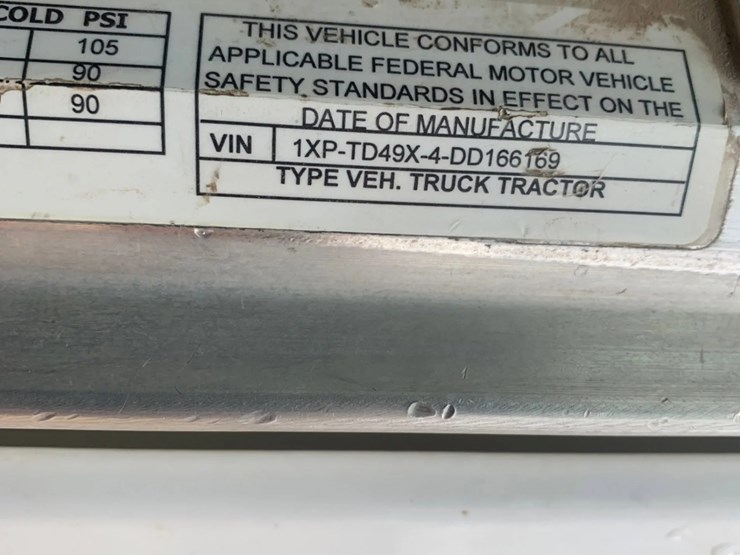 COLD PSI
105
90
90
THIS VEHICLE CONFORMS TO ALL
APPLICABLE FEDERAL MOTOR VEHICLE
SAFETY STANDARDS IN EFFECT ON THE
DATE OF MANUFACTURE
VIN 1XP-TD49X-4-DD166169
TYPE VEH. TRUCK TRACTOR